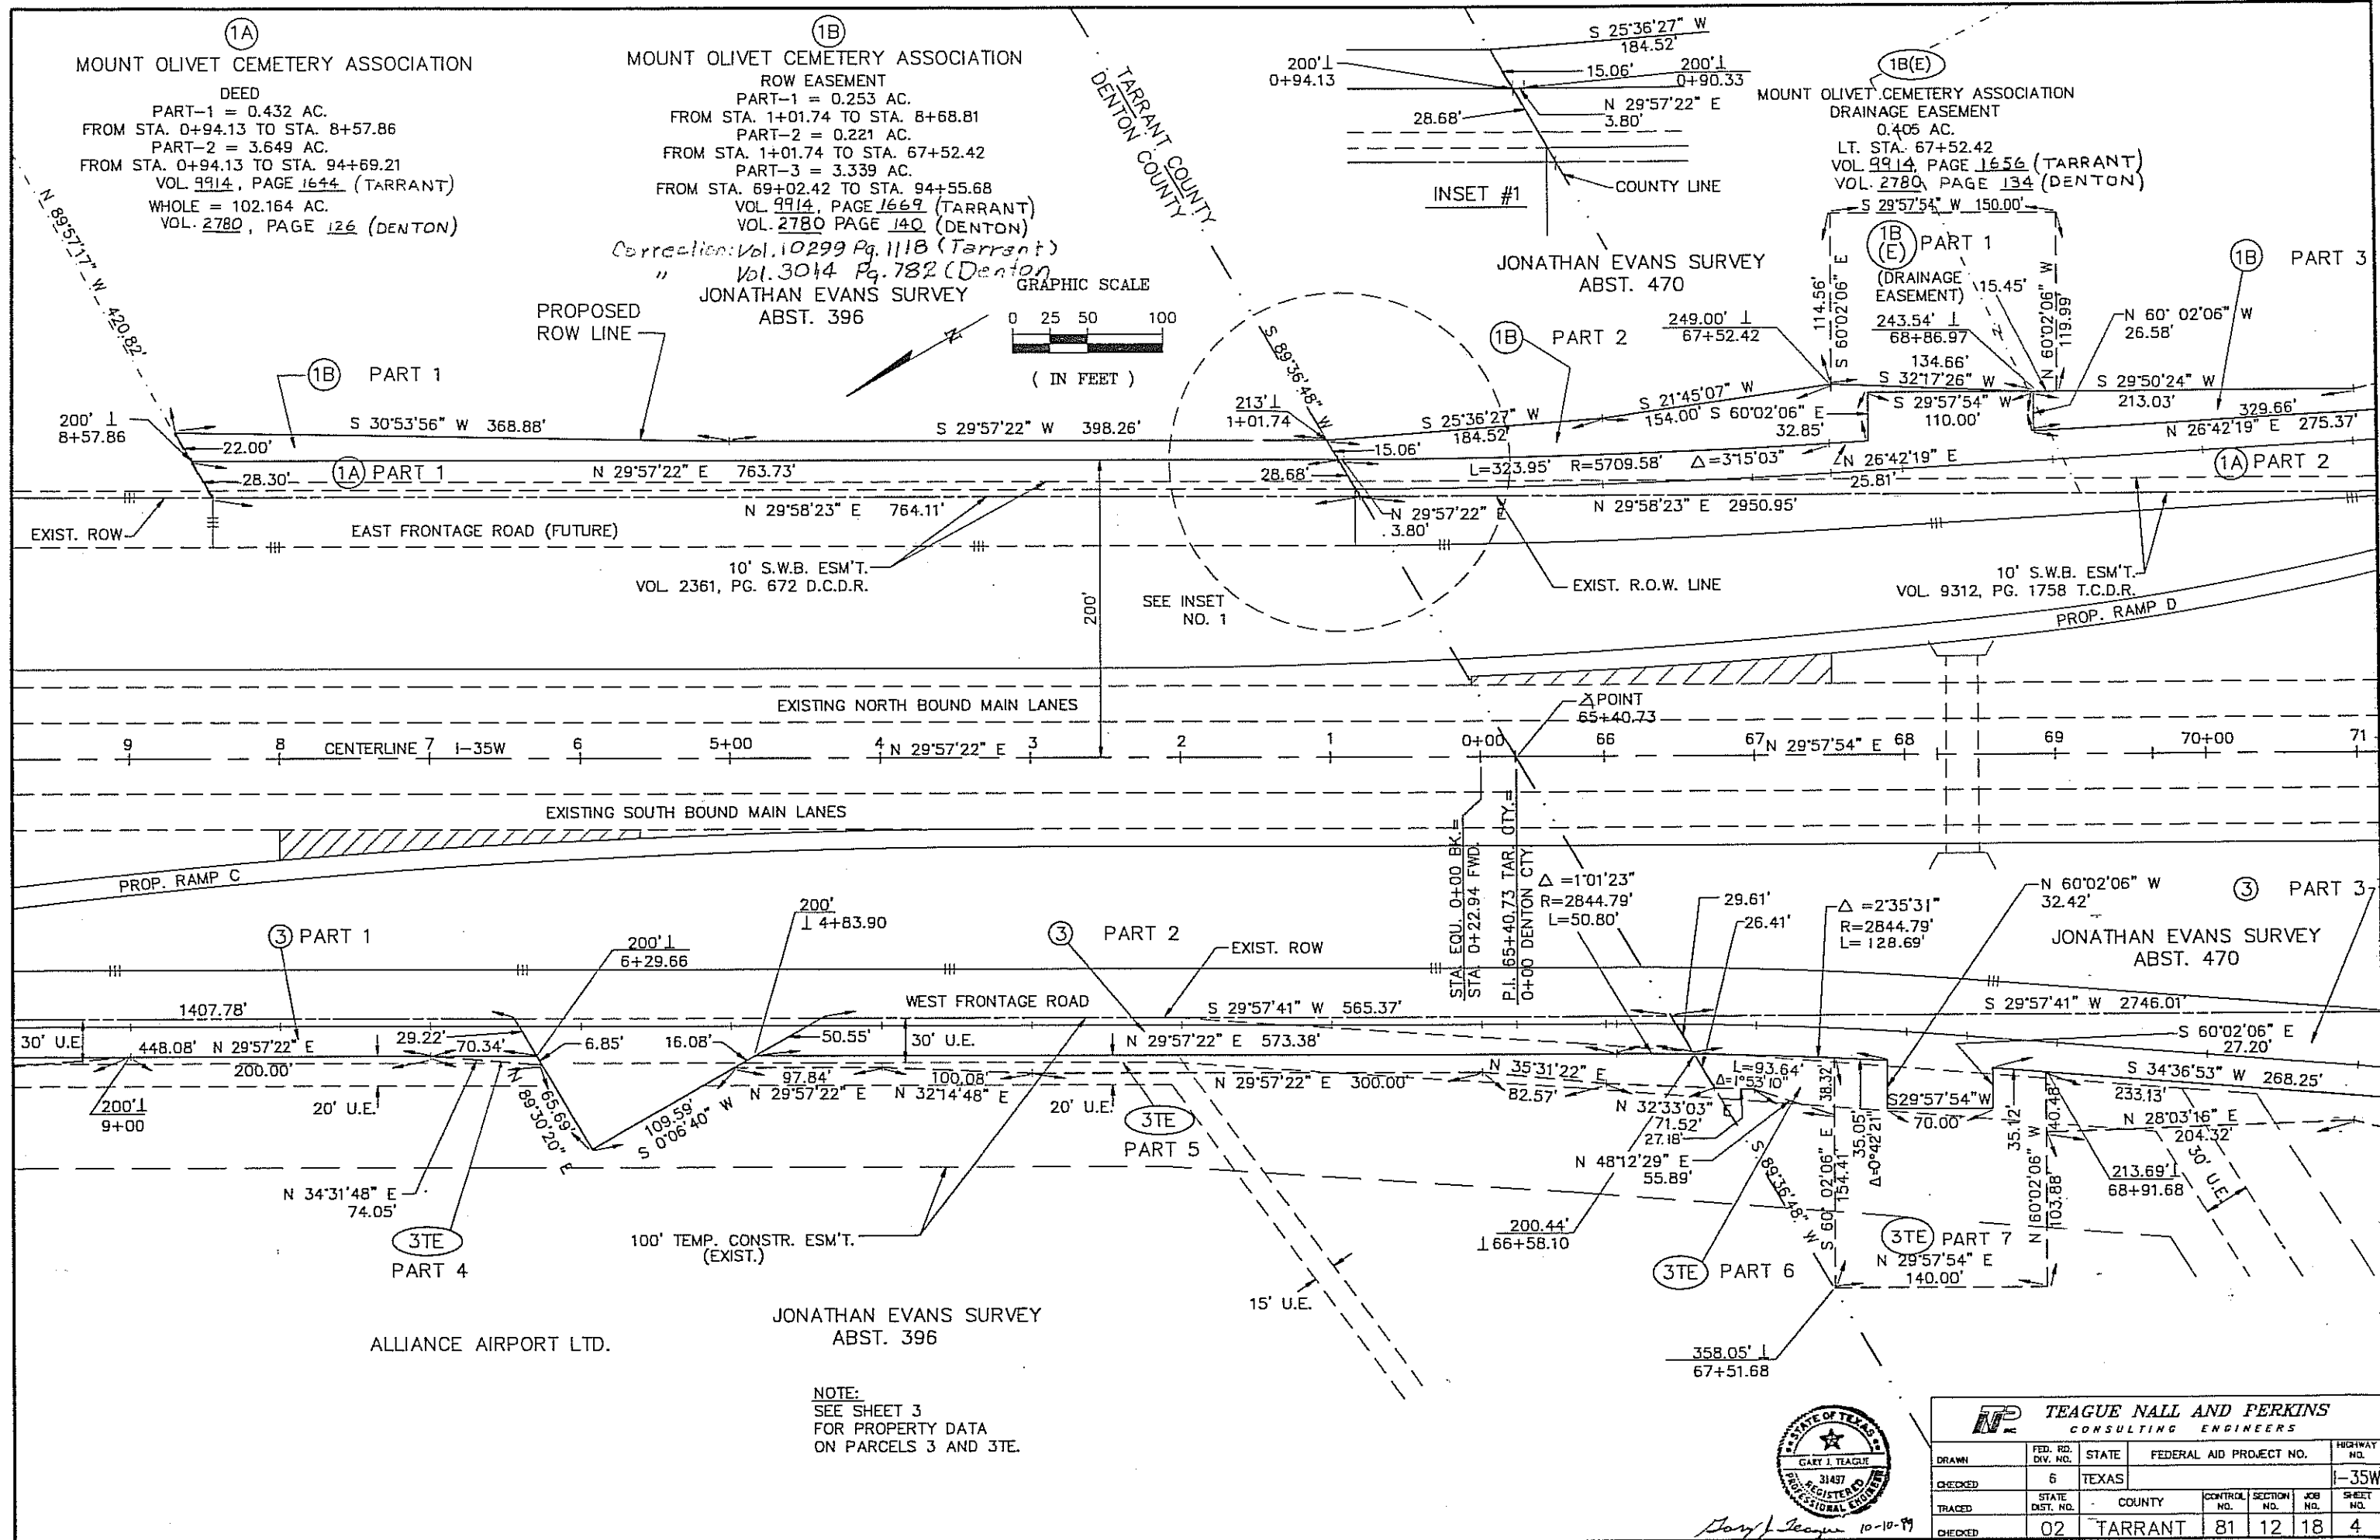 1A
MOUNT OLIVET CEMETERY ASSOCIATION
DEED
PART-1 = 0.432 AC.
FROM STA. 0+94.13 TO STA. 8+57.86
PART-2 = 3.649 AC.
FROM STA. 0+94.13 TO STA. 94+69.21
VOL. 9914, PAGE 1644 (TARRANT)
WHOLE = 102.164 AC.
VOL. 2780, PAGE 126 (DENTON)
1B
MOUNT OLIVET CEMETERY ASSOCIATION
ROW EASEMENT
PART-1 = 0.253 AC.
FROM STA. 1+01.74 TO STA. 8+68.81
PART-2 = 0.221 AC.
FROM STA. 1+01.74 TO STA. 67+52.42
PART-3 = 3.339 AC.
FROM STA. 69+02.42 TO STA. 94+55.68
VOL. 9914, PAGE 1669 (TARRANT)
VOL. 2780 PAGE 140 (DENTON)
Correction: Vol. 10299 Pg. 1118 (Tarrant)
" Vol. 3014 Pg. 782 (Denton
JONATHAN EVANS SURVEY
ABST. 396
GRAPHIC SCALE
0 25 50 100
( IN FEET )
N
TARRANT COUNTY
DENTON COUNTY
S 25°36'27" W
184.52'
200'⊥
0+94.13
15.06'
200'⊥
0+90.33
N 29°57'22" E
3.80'
28.68'
COUNTY LINE
INSET #1
1B(E)
MOUNT OLIVET CEMETERY ASSOCIATION
DRAINAGE EASEMENT
0.405 AC.
LT. STA. 67+52.42
VOL. 9914, PAGE 1656 (TARRANT)
VOL. 2780, PAGE 134 (DENTON)
S 29°57'54" W 150.00'
1B
(E)
PART 1
(DRAINAGE
EASEMENT)
15.45'
114.56'
S 60°02'06" E
N 60°02'06" W
119.99'
1B PART 3
JONATHAN EVANS SURVEY
ABST. 470
N 89°57'17" W 420.82'
PROPOSED
ROW LINE
1B PART 1
200' ⊥
8+57.86
22.00'
28.30'
S 30°53'56" W 368.88'
S 29°57'22" W 398.26'
1A PART 1
N 29°57'22" E 763.73'
N 29°58'23" E 764.11'
EXIST. ROW
EAST FRONTAGE ROAD (FUTURE)
10' S.W.B. ESM'T.
VOL. 2361, PG. 672 D.C.D.R.
200'
S 89°36'48" W
213'⊥
1+01.74
15.06'
28.68'
N 29°57'22" E
3.80'
SEE INSET
NO. 1
1B PART 2
S 25°36'27" W
184.52'
S 21°45'07" W
154.00'
S 60°02'06" E
32.85'
249.00' ⊥
67+52.42
243.54' ⊥
68+86.97
134.66'
S 32°17'26" W
S 29°57'54" W
110.00'
N 60° 02'06" W
26.58'
S 29°50'24" W
213.03'
329.66'
N 26°42'19" E 275.37'
1A PART 2
L=323.95' R=5709.58' Δ=3°15'03"
N 26°42'19" E
25.81'
N 29°58'23" E 2950.95'
EXIST. R.O.W. LINE
10' S.W.B. ESM'T.
VOL. 9312, PG. 1758 T.C.D.R.
PROP. RAMP D
EXISTING NORTH BOUND MAIN LANES
POINT
65+40.73
9 8 CENTERLINE 7 I-35W 6 5+00 4 N 29°57'22" E 3 2 1 0+00 66 67 N 29°57'54" E 68 69 70+00 71
EXISTING SOUTH BOUND MAIN LANES
PROP. RAMP C
STA. EQU. 0+00 BK.=
STA. 0+22.94 FWD.
P.I. 65+40.73 TAR. CTY.=
0+00 DENTON CTY.
3 PART 1
200'⊥
6+29.66
200'
⊥ 4+83.90
3 PART 2
EXIST. ROW
WEST FRONTAGE ROAD
S 29°57'41" W 565.37'
1407.78'
30' U.E.
448.08' N 29°57'22" E
200.00'
29.22'
70.34'
6.85'
16.08'
50.55'
30' U.E.
N 29°57'22" E 573.38'
200'⊥
9+00
20' U.E.
65.69'
N 89°30'20" E
109.59'
S 0°06'40" W
97.84'
N 29°57'22" E
100.08'
N 32°14'48" E
20' U.E.
N 29°57'22" E 300.00'
N 35°31'22" E
82.57'
3TE
PART 5
N 34°31'48" E
74.05'
3TE
PART 4
100' TEMP. CONSTR. ESM'T.
(EXIST.)
15' U.E.
JONATHAN EVANS SURVEY
ABST. 396
ALLIANCE AIRPORT LTD.
NOTE:
SEE SHEET 3
FOR PROPERTY DATA
ON PARCELS 3 AND 3TE.
Δ =1°01'23"
R=2844.79'
L=50.80'
29.61'
26.41'
Δ =2°35'31"
R=2844.79'
L= 128.69'
N 60°02'06" W
32.42'
3 PART 3
JONATHAN EVANS SURVEY
ABST. 470
S 29°57'41" W 2746.01'
S 60°02'06" E
27.20'
S 34°36'53" W 268.25'
233.13'
N 28°03'16" E
204.32'
L=93.64'
Δ=1°53'10"
38.32'
N 32°33'03" E
71.52'
27.18'
N 48°12'29" E
55.89'
S 89°36'48" W
S 60° 02'06" E
154.41'
35.05'
Δ=0°42'21"
S29°57'54"W
70.00'
35.12'
40.48'
N 60°02'06" W
103.88'
213.69'⊥
68+91.68
30' U.E.
200.44'
⊥66+58.10
3TE PART 6
3TE PART 7
N 29°57'54" E
140.00'
358.05' ⊥
67+51.68
STATE OF TEXAS
GARY J. TEAGUE
31497
REGISTERED
PROFESSIONAL ENGINEER
Gary J. Teague 10-10-99
TEAGUE NALL AND PERKINS
CONSULTING ENGINEERS
DRAWN
CHECKED
TRACED
CHECKED
FED. RD. DIV. NO.
STATE
FEDERAL AID PROJECT NO.
HIGHWAY NO.
6 TEXAS I-35W
STATE DIST. NO.
COUNTY
CONTROL NO.
SECTION NO.
JOB NO.
SHEET NO.
02 TARRANT 81 12 18 4